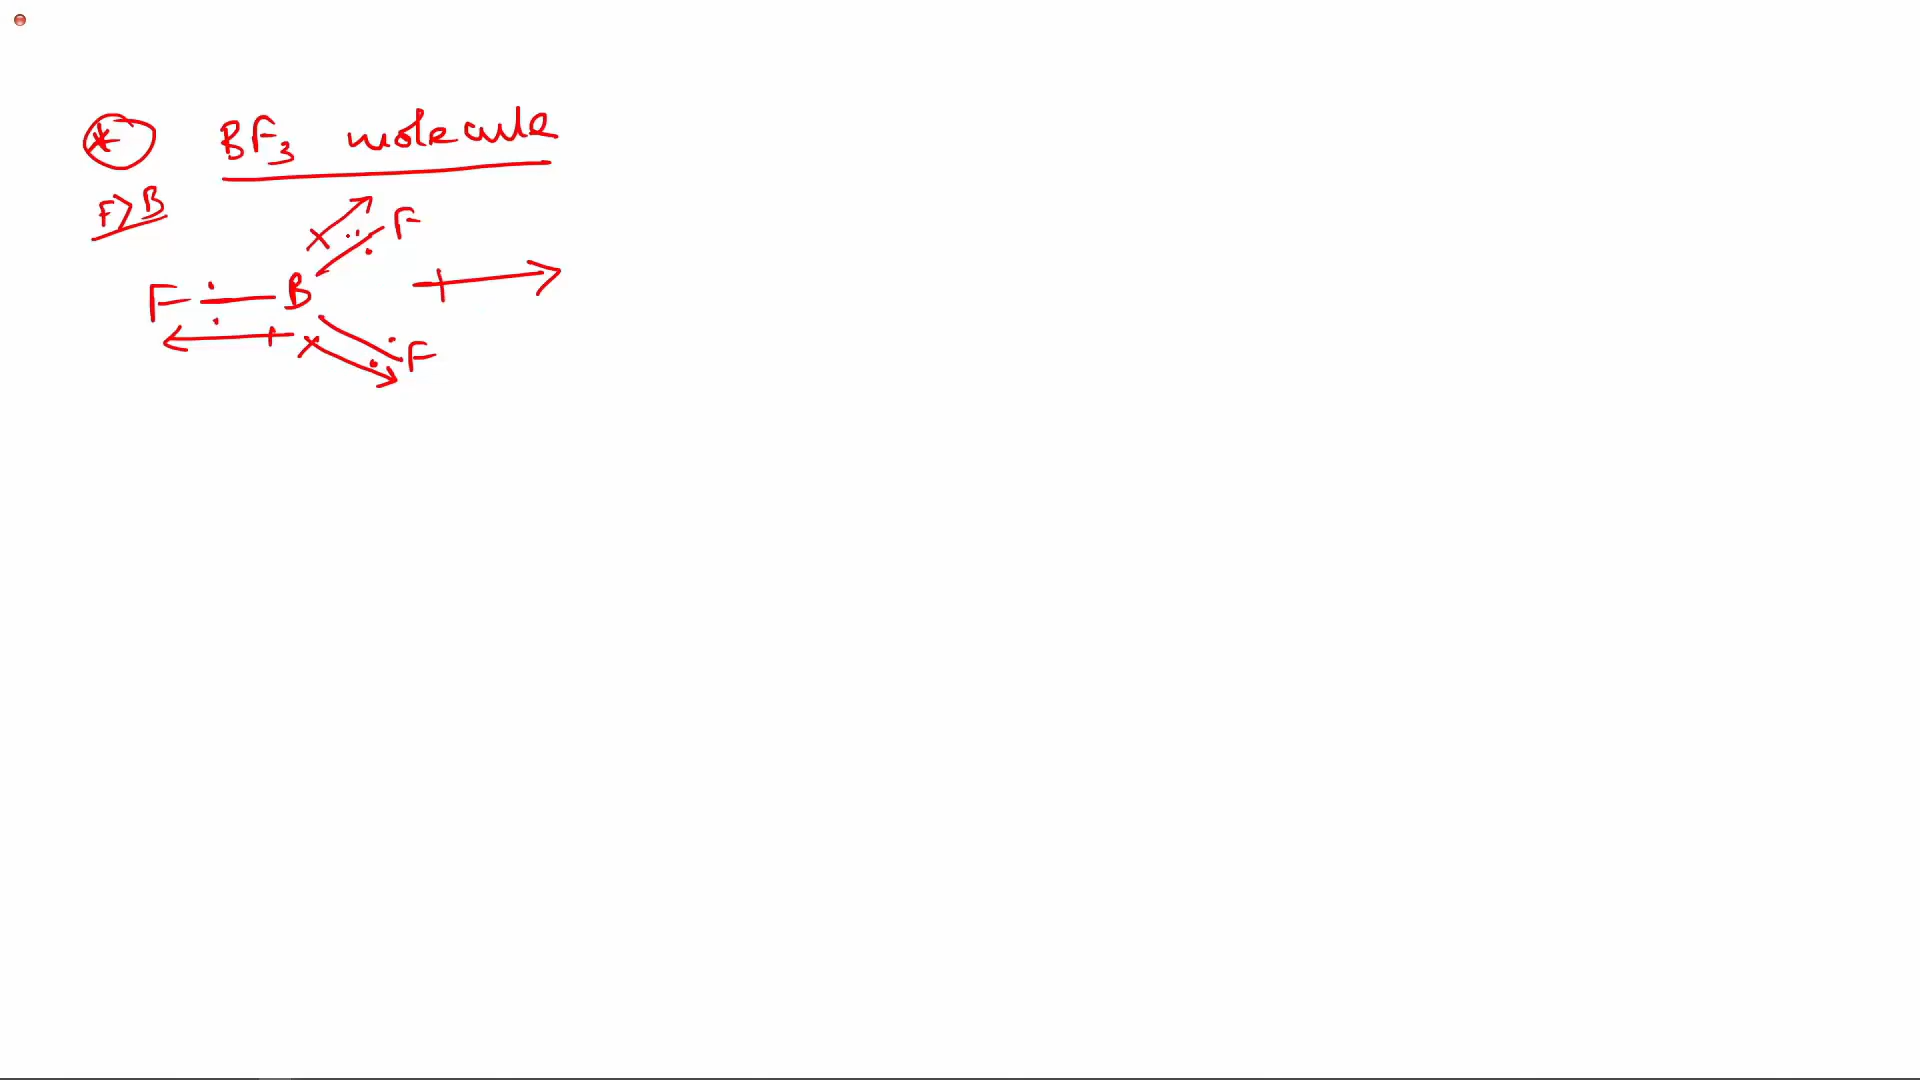 * BF₃ molecule
F > B
F
F B
F